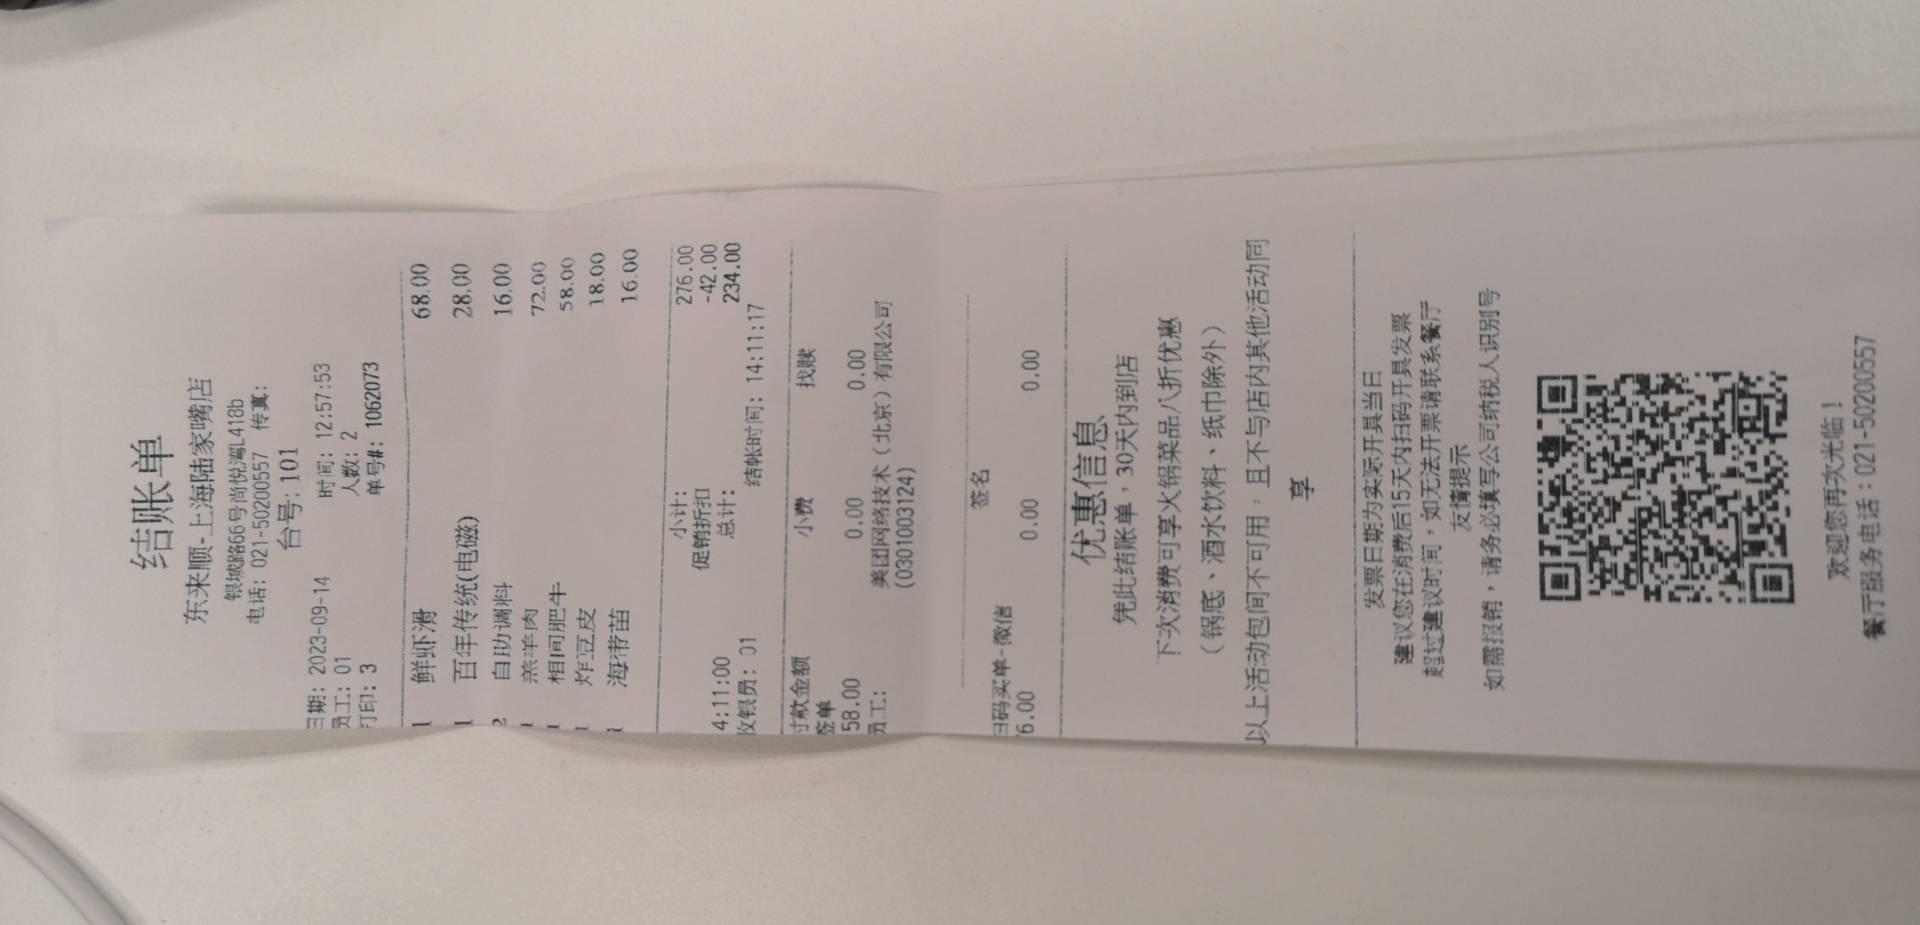 结账单
东来顺-上海陆家嘴店
银城路66号尚悦湾L418b
电话: 021-50200557 传真:
台号: 101
日期: 2023-09-14 时间: 12:57:53
员工: 01 人数: 2
打印: 3 单号#: 1062073
1 鲜虾滑 68.00
1 百年传统(电磁) 28.00
2 自助调料 16.00
1 羔羊肉 72.00
1 相间肥牛 58.00
1 炸豆皮 18.00
1 海带苗 16.00
小计: 276.00
4:11:00 促销折扣 -42.00
总计: 234.00
收银员: 01 结帐时间: 14:11:17
付款金额 小费 找赎
签单
58.00 0.00 0.00
员工: 美团网络技术(北京)有限公司
(03010003124)
签名
扫码买单-微信
6.00 0.00 0.00
优惠信息
凭此结账单,30天内到店
下次消费可享火锅菜品八折优惠
(锅底、酒水饮料、纸巾除外)
以上活动包间不可用,且不与店内其他活动同
享
发票日期为实际开具当日
建议您在消费后15天内扫码开具发票
超过建议时间,如无法开票请联系餐厅
友情提示
如需报销,请务必填写公司纳税人识别号
欢迎您再次光临!
餐厅服务电话:021-50200557